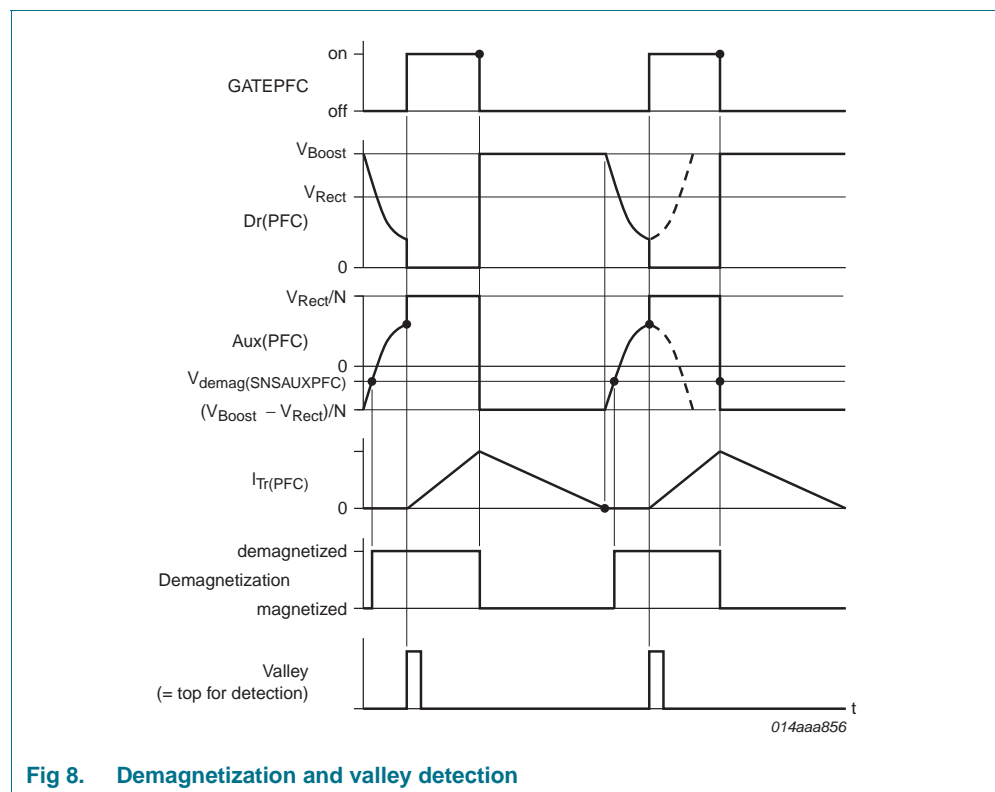 on
GATEPFC
off
VBoost
VRect
Dr(PFC)
0
VRect/N
Aux(PFC)
0
Vdemag(SNSAUXPFC)
(VBoost − VRect)/N
ITr(PFC)
0
demagnetized
Demagnetization
magnetized
Valley
(= top for detection)
t
014aaa856
Fig 8. Demagnetization and valley detection